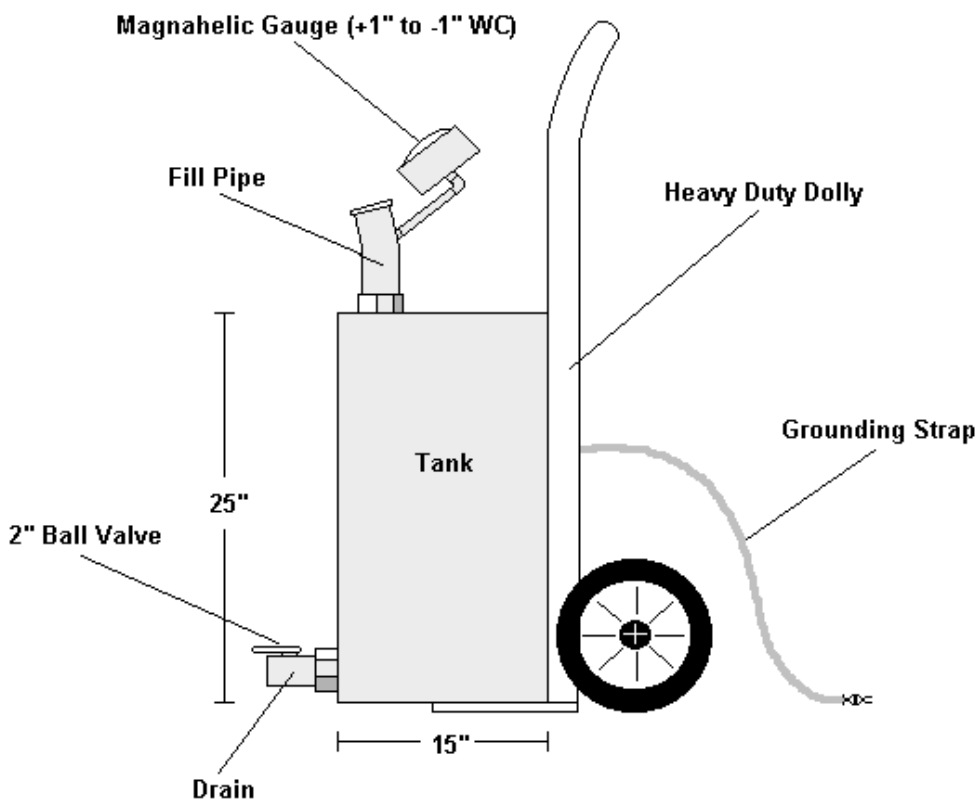 Magnahelic Gauge (+1" to -1" WC)
Fill Pipe
Heavy Duty Dolly
Grounding Strap
Tank
25"
2" Ball Valve
15"
Drain